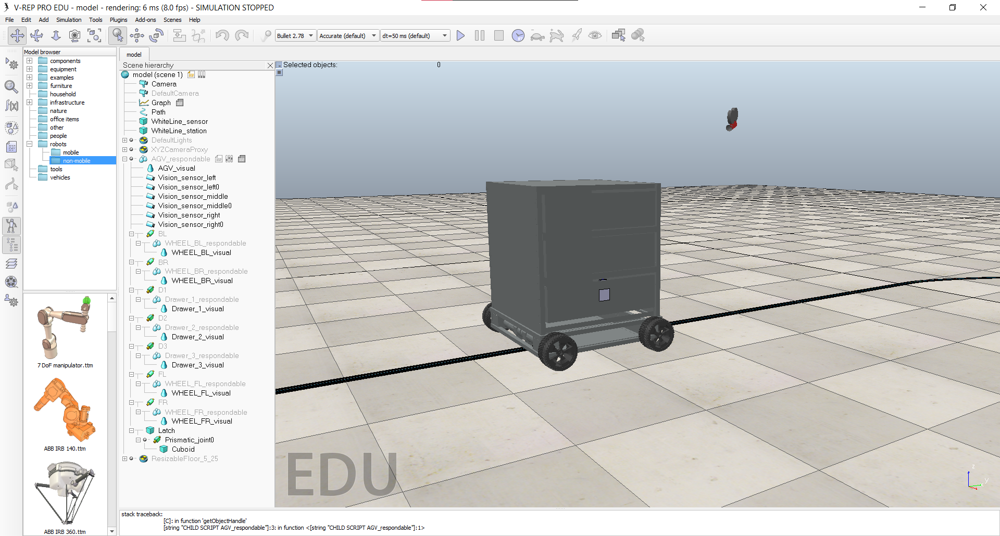 V-REP PRO EDU - model - rendering: 6 ms (8.0 fps) - SIMULATION STOPPED
File Edit Add Simulation Tools Plugins Add-ons Scenes Help
Bullet 2.78 Accurate (default) dt=50 ms (default)
Model browser
components
equipment
examples
furniture
household
infrastructure
nature
office items
other
people
robots
mobile
non-mobile
tools
vehicles
7 DoF manipulator.ttm
ABB IRB 140.ttm
ABB IRB 360.ttm
model
Scene hierarchy
model (scene 1)
Camera
DefaultCamera
Graph
Path
WhiteLine_sensor
WhiteLine_station
DefaultLights
XYZCameraProxy
AGV_respondable
AGV_visual
Vision_sensor_left
Vision_sensor_left0
Vision_sensor_middle
Vision_sensor_middle0
Vision_sensor_right
Vision_sensor_right0
BL
WHEEL_BL_respondable
WHEEL_BL_visual
BR
WHEEL_BR_respondable
WHEEL_BR_visual
D1
Drawer_1_respondable
Drawer_1_visual
D2
Drawer_2_respondable
Drawer_2_visual
D3
Drawer_3_respondable
Drawer_3_visual
FL
WHEEL_FL_respondable
WHEEL_FL_visual
FR
WHEEL_FR_respondable
WHEEL_FR_visual
Latch
Prismatic_joint0
Cuboid
ResizableFloor_5_25
Selected objects: 0
EDU
z
y
x
stack traceback:
[C]: in function 'getObjectHandle'
[string "CHILD SCRIPT AGV_respondable"]:3: in function <[string "CHILD SCRIPT AGV_respondable"]:1>